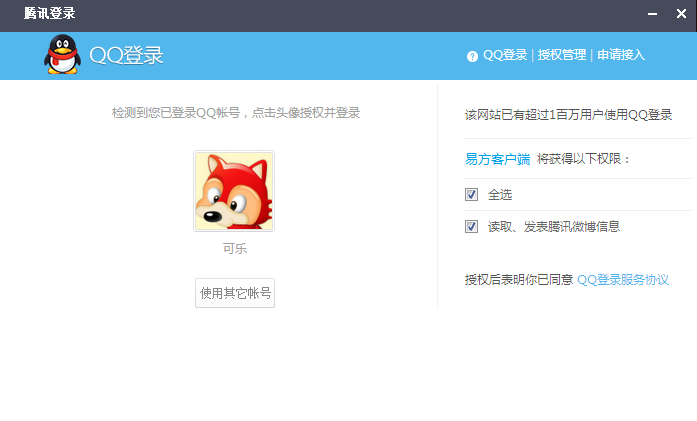 腾讯登录
QQ登录
QQ登录 | 授权管理 | 申请接入
检测到您已登录QQ帐号，点击头像授权并登录
可乐
使用其它帐号
该网站已有超过1百万用户使用QQ登录
易方客户端 将获得以下权限：
全选
读取、发表腾讯微博信息
授权后表明你已同意 QQ登录服务协议